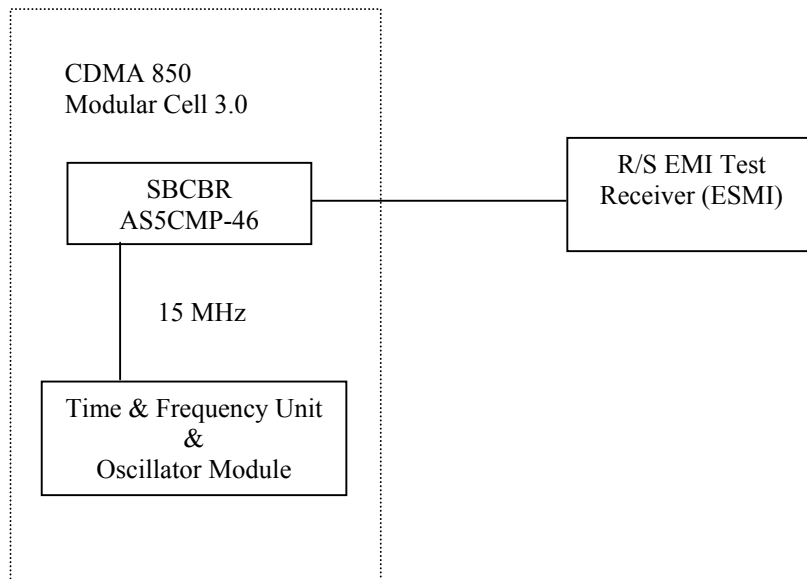 CDMA 850
Modular Cell 3.0
SBCBR
AS5CMP-46
R/S EMI Test
Receiver (ESMI)
15 MHz
Time & Frequency Unit
&
Oscillator Module